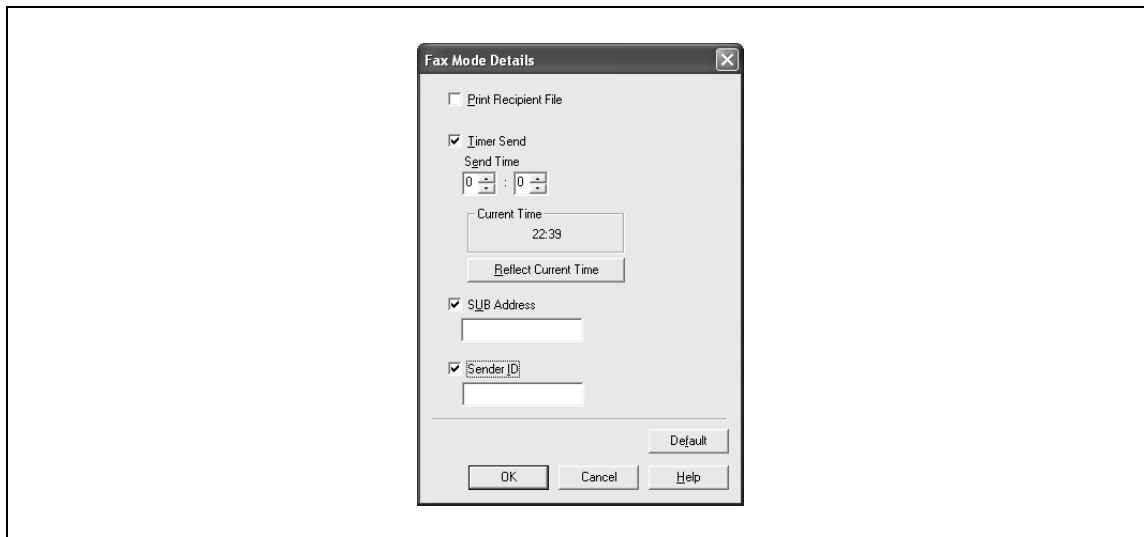 Fax Mode Details
Print Recipient File
Timer Send
Send Time
0 : 0
Current Time
22:39
Reflect Current Time
SUB Address
Sender ID
Default
OK Cancel Help